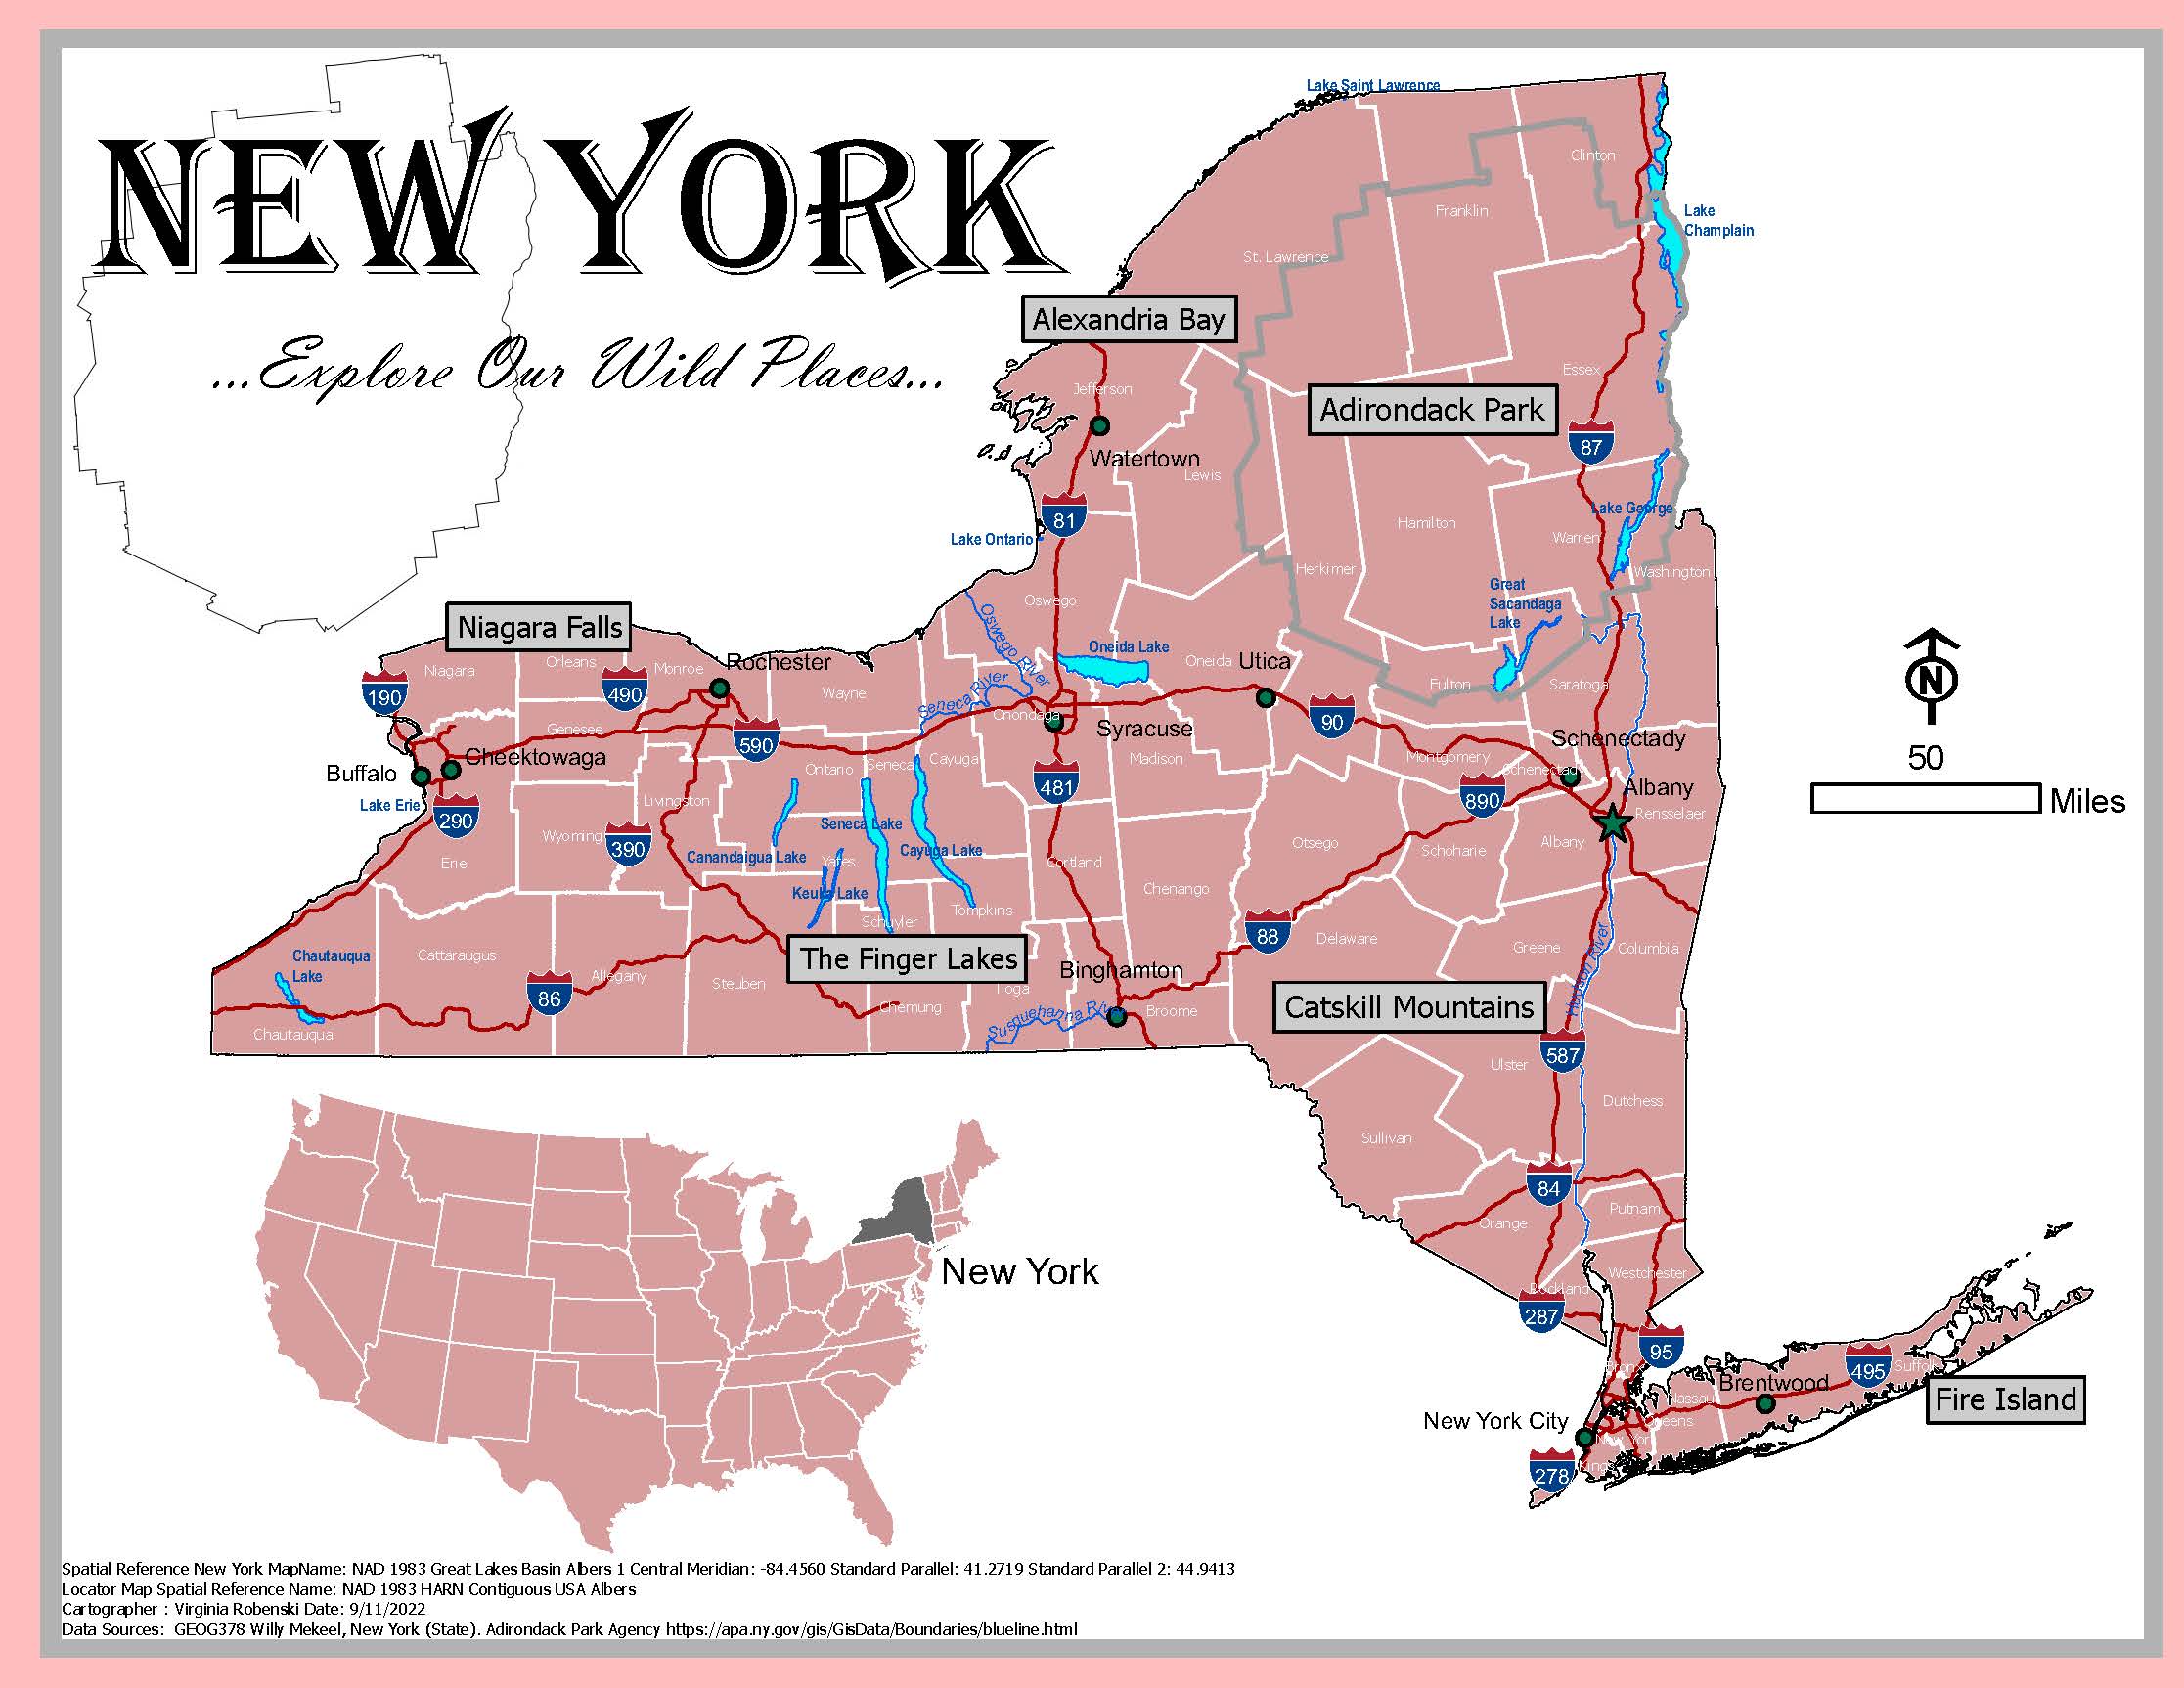 NEW YORK
...Explore Our Wild Places...
Lake Saint Lawrence
Clinton
Franklin
Lake
Champlain
St. Lawrence
Alexandria Bay
Essex
Jefferson
Adirondack Park
87
Watertown
Lewis
81
Lake George
Hamilton
Warren
Lake Ontario
Herkimer
Washington
Great
Sacandaga
Lake
Oswego
Niagara Falls
Oswego River
Oneida Lake
Oneida
Utica
Rochester
Orleans
Monroe
Niagara
190
490
Wayne
Seneca River
Fulton
Saratoga
N
Onondaga
90
Genesee
590
Syracuse
Schenectady
Cheektowaga
Buffalo
Ontario
Seneca
Cayuga
Madison
Montgomery
Schenectady
50
Miles
481
Albany
890
Livingston
Lake Erie
290
Rensselaer
Seneca Lake
Wyoming
390
Canandaigua Lake
Yates
Cayuga Lake
Otsego
Schoharie
Albany
Erie
Cortland
Keuka Lake
Chenango
Tompkins
Schuyler
88
Delaware
Greene
Columbia
Hudson River
Chautauqua
Lake
Cattaraugus
The Finger Lakes
Binghamton
Allegany
Steuben
86
Tioga
Catskill Mountains
Chemung
Susquehanna River
Broome
Chautauqua
587
Ulster
Dutchess
Sullivan
84
Putnam
Orange
New York
Westchester
Rockland
287
95
Bronx
495
Suffolk
Brentwood
Nassau
Fire Island
New York City
Queens
New York
278
Kings
Spatial Reference New York MapName: NAD 1983 Great Lakes Basin Albers 1 Central Meridian: -84.4560 Standard Parallel: 41.2719 Standard Parallel 2: 44.9413
Locator Map Spatial Reference Name: NAD 1983 HARN Contiguous USA Albers
Cartographer : Virginia Robenski Date: 9/11/2022
Data Sources: GEOG378 Willy Mekeel, New York (State). Adirondack Park Agency https://apa.ny.gov/gis/GisData/Boundaries/blueline.html